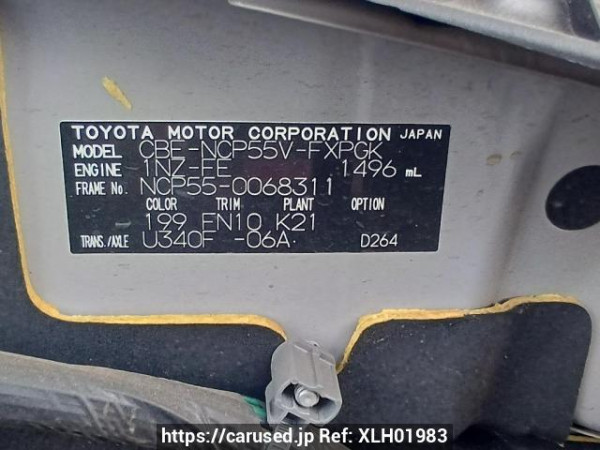 TOYOTA MOTOR CORPORATION JAPAN
MODEL CBE-NCP55V-FXPGK
ENGINE 1NZ-FE 1496 mL
FRAME No. NCP55-0068311
COLOR TRIM PLANT OPTION
199 FN10 K21
TRANS./AXLE U340F -06A D264
https://carused.jp Ref: XLH01983